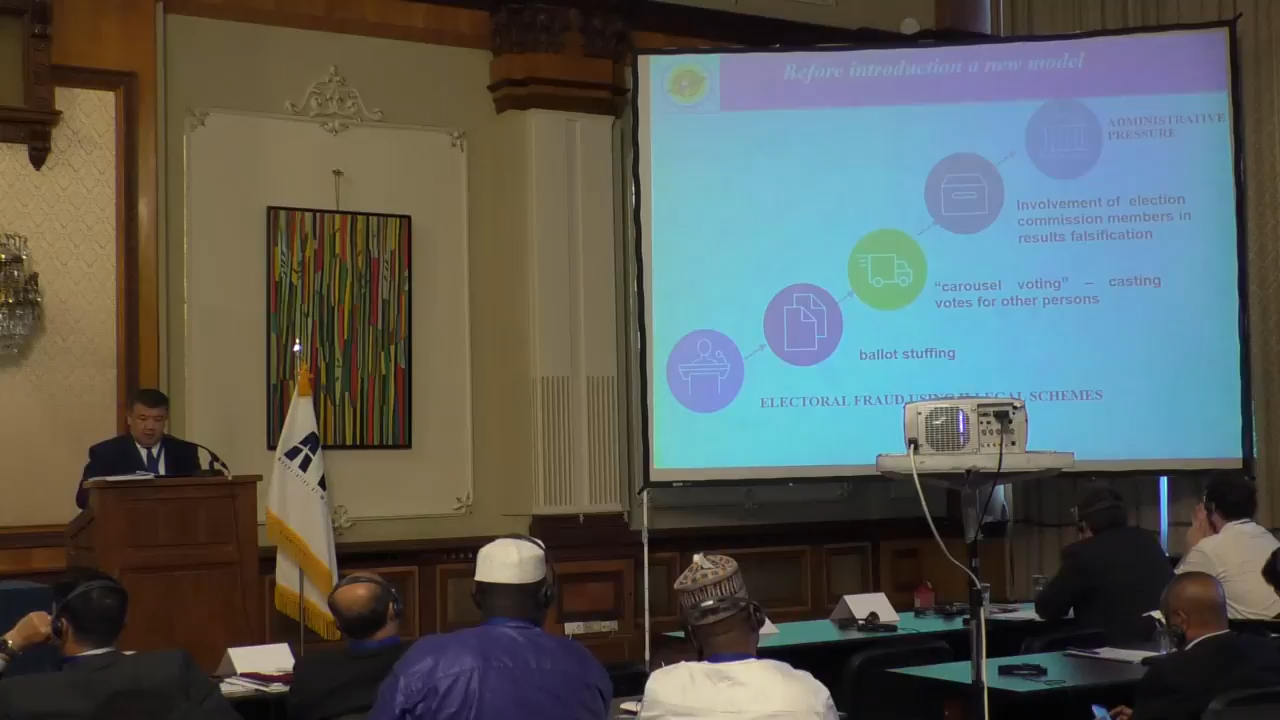 Before introduction a new model
ADMINISTRATIVE
PRESSURE
Involvement of election
commission members in
results falsification
“carousel voting” – casting
votes for other persons
ballot stuffing
ELECTORAL FRAUD USING ILLEGAL SCHEMES